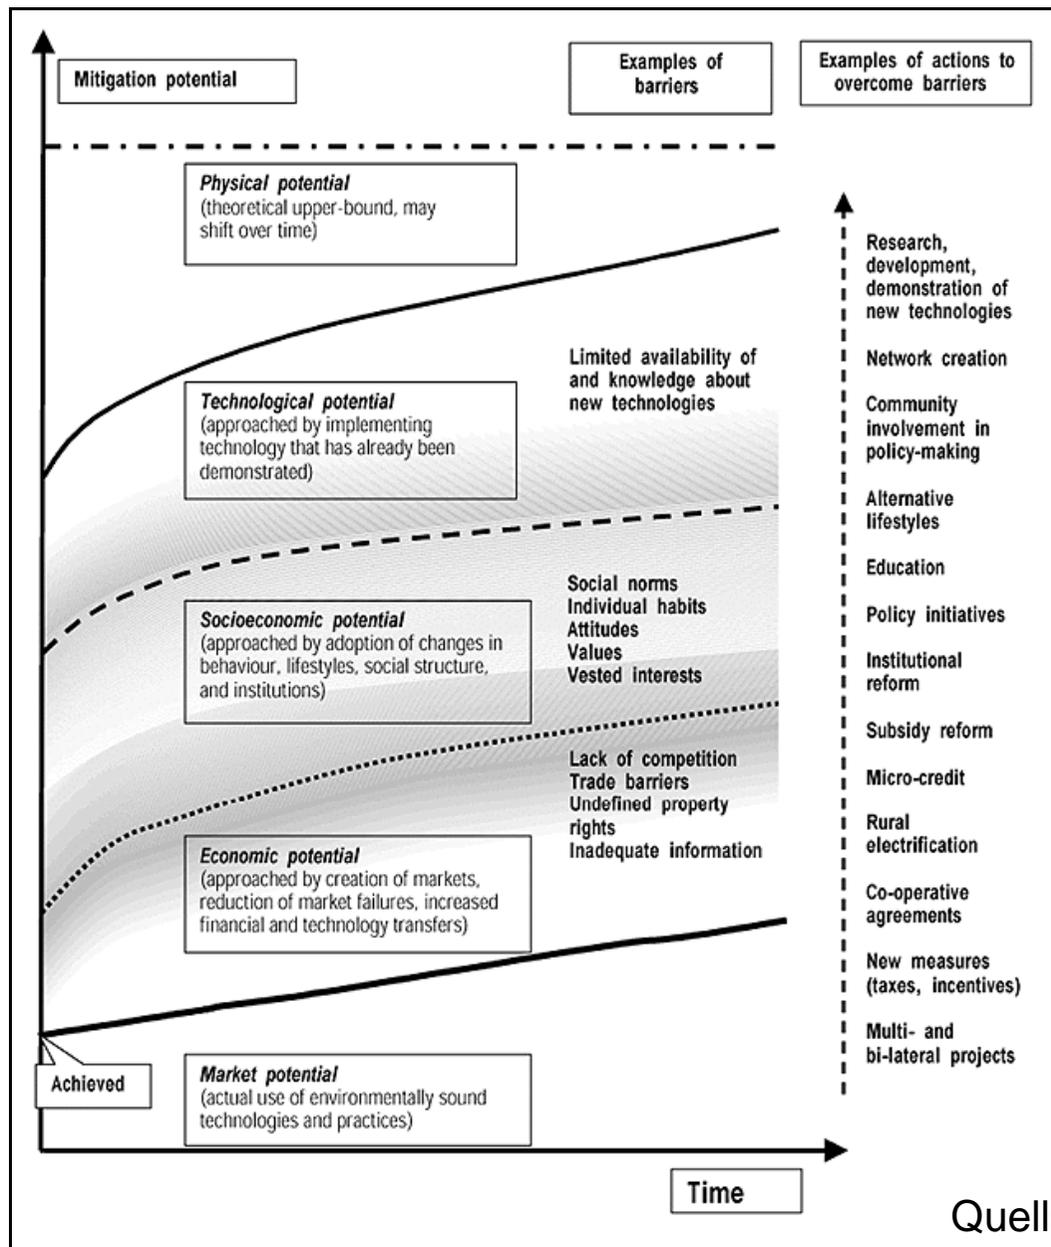 Mitigation potential
Examples of
barriers
Examples of actions to
overcome barriers
Physical potential
(theoretical upper-bound, may
shift over time)
Technological potential
(approached by implementing
technology that has already been
demonstrated)
Limited availability of
and knowledge about
new technologies
Socioeconomic potential
(approached by adoption of changes in
behaviour, lifestyles, social structure,
and institutions)
Social norms
Individual habits
Attitudes
Values
Vested interests
Economic potential
(approached by creation of markets,
reduction of market failures, increased
financial and technology transfers)
Lack of competition
Trade barriers
Undefined property
rights
Inadequate information
Achieved
Market potential
(actual use of environmentally sound
technologies and practices)
Time
Research,
development,
demonstration of
new technologies
Network creation
Community
involvement in
policy-making
Alternative
lifestyles
Education
Policy initiatives
Institutional
reform
Subsidy reform
Micro-credit
Rural
electrification
Co-operative
agreements
New measures
(taxes, incentives)
Multi- and
bi-lateral projects
Quell